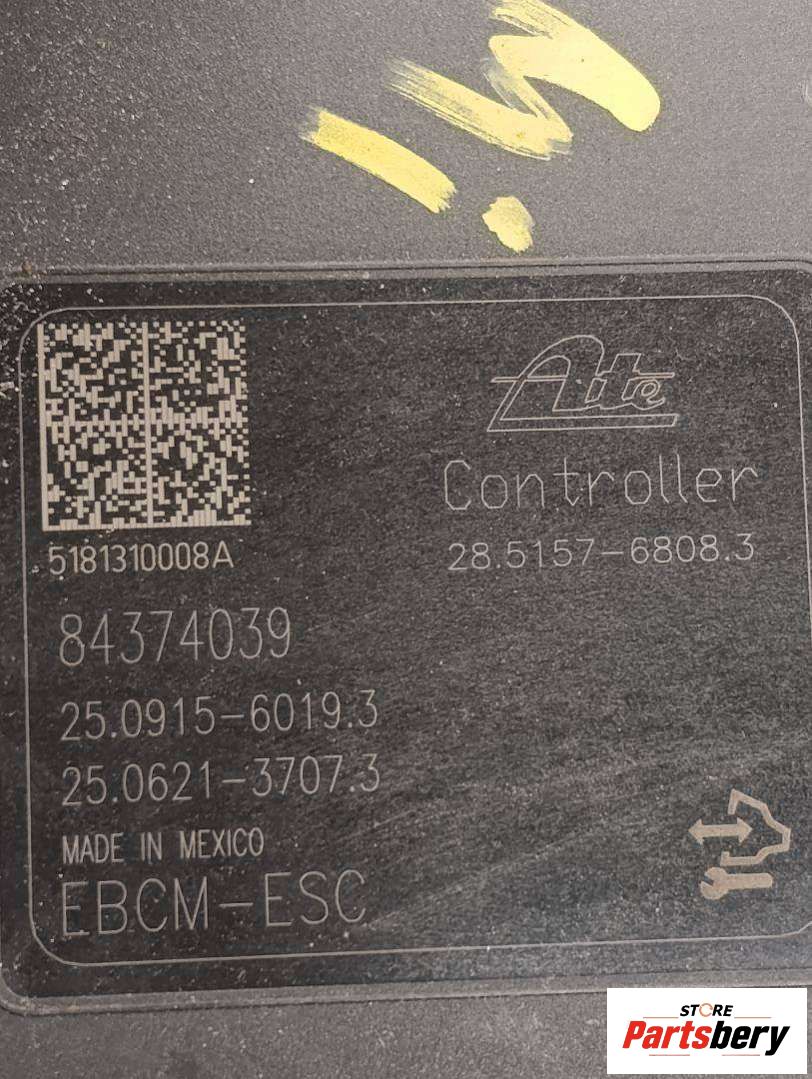 Ate
Controller
5181310008A
28.5157-6808.3
84374039
25.0915-6019.3
25.0621-3707.3
MADE IN MEXICO
EBCM-ESC
STORE
Partsbery